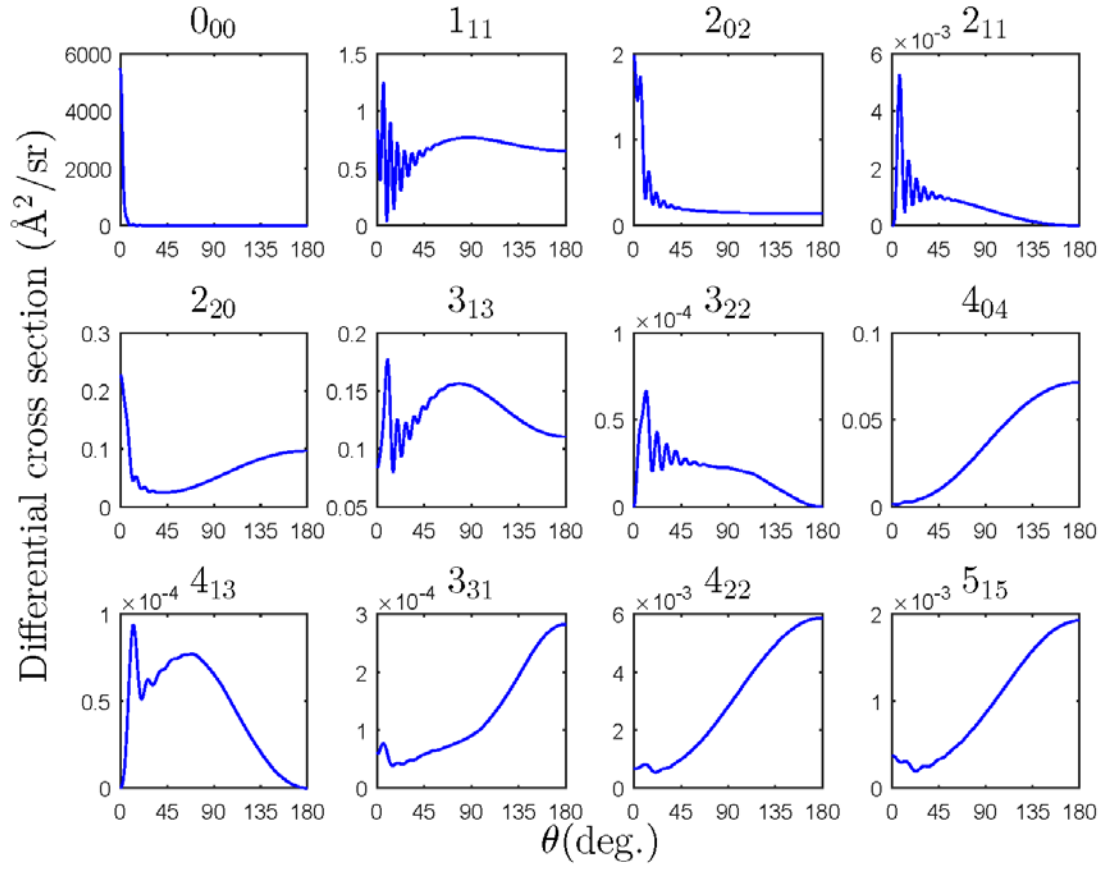 0₀₀ 1₁₁ 2₀₂ 2₁₁
6000 1.5 2 6 ×10⁻³
4000 1 4
2000 0.5 1 2
0 0 0 0
0 45 90 135 180 0 45 90 135 180 0 45 90 135 180 0 45 90 135 180
2₂₀ 3₁₃ 3₂₂ 4₀₄
0.3 0.2 1 ×10⁻⁴ 0.1
0.2 0.15 0.5 0.05
0.1 0.1
0 0.05 0 0
0 45 90 135 180 0 45 90 135 180 0 45 90 135 180 0 45 90 135 180
4₁₃ 3₃₁ 4₂₂ 5₁₅
1 ×10⁻⁴ 3 ×10⁻⁴ 6 ×10⁻³ 2 ×10⁻³
0.5 2 4 1
1 2
0 0 0 0
0 45 90 135 180 0 45 90 135 180 0 45 90 135 180 0 45 90 135 180
Differential cross section (Å²/sr)
θ(deg.)